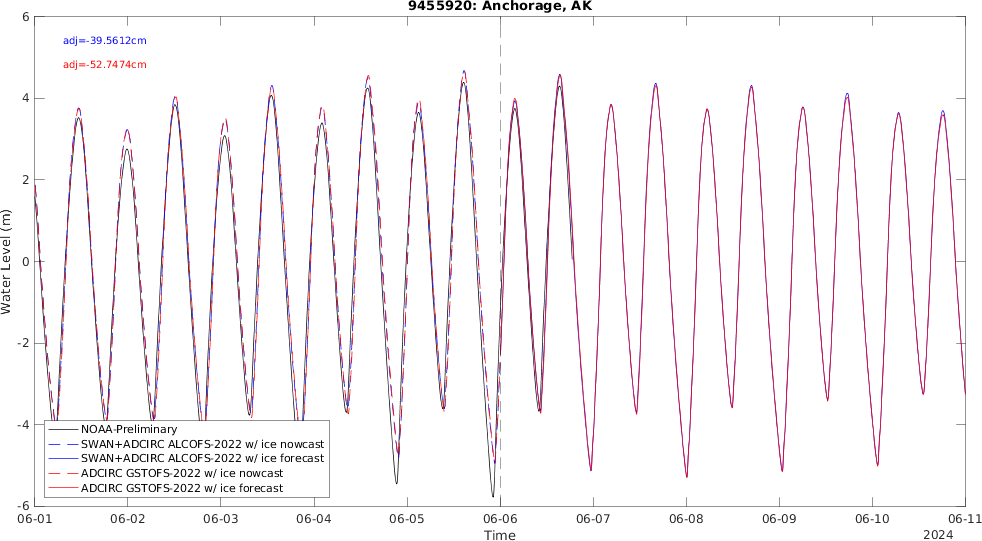 9455920: Anchorage, AK
adj=-39.5612cm
adj=-52.7474cm
Water Level (m)
6
4
2
0
-2
-4
-6
NOAA-Preliminary
SWAN+ADCIRC ALCOFS-2022 w/ ice nowcast
SWAN+ADCIRC ALCOFS-2022 w/ ice forecast
ADCIRC GSTOFS-2022 w/ ice nowcast
ADCIRC GSTOFS-2022 w/ ice forecast
06-01 06-02 06-03 06-04 06-05 06-06 06-07 06-08 06-09 06-10 06-11
Time
2024